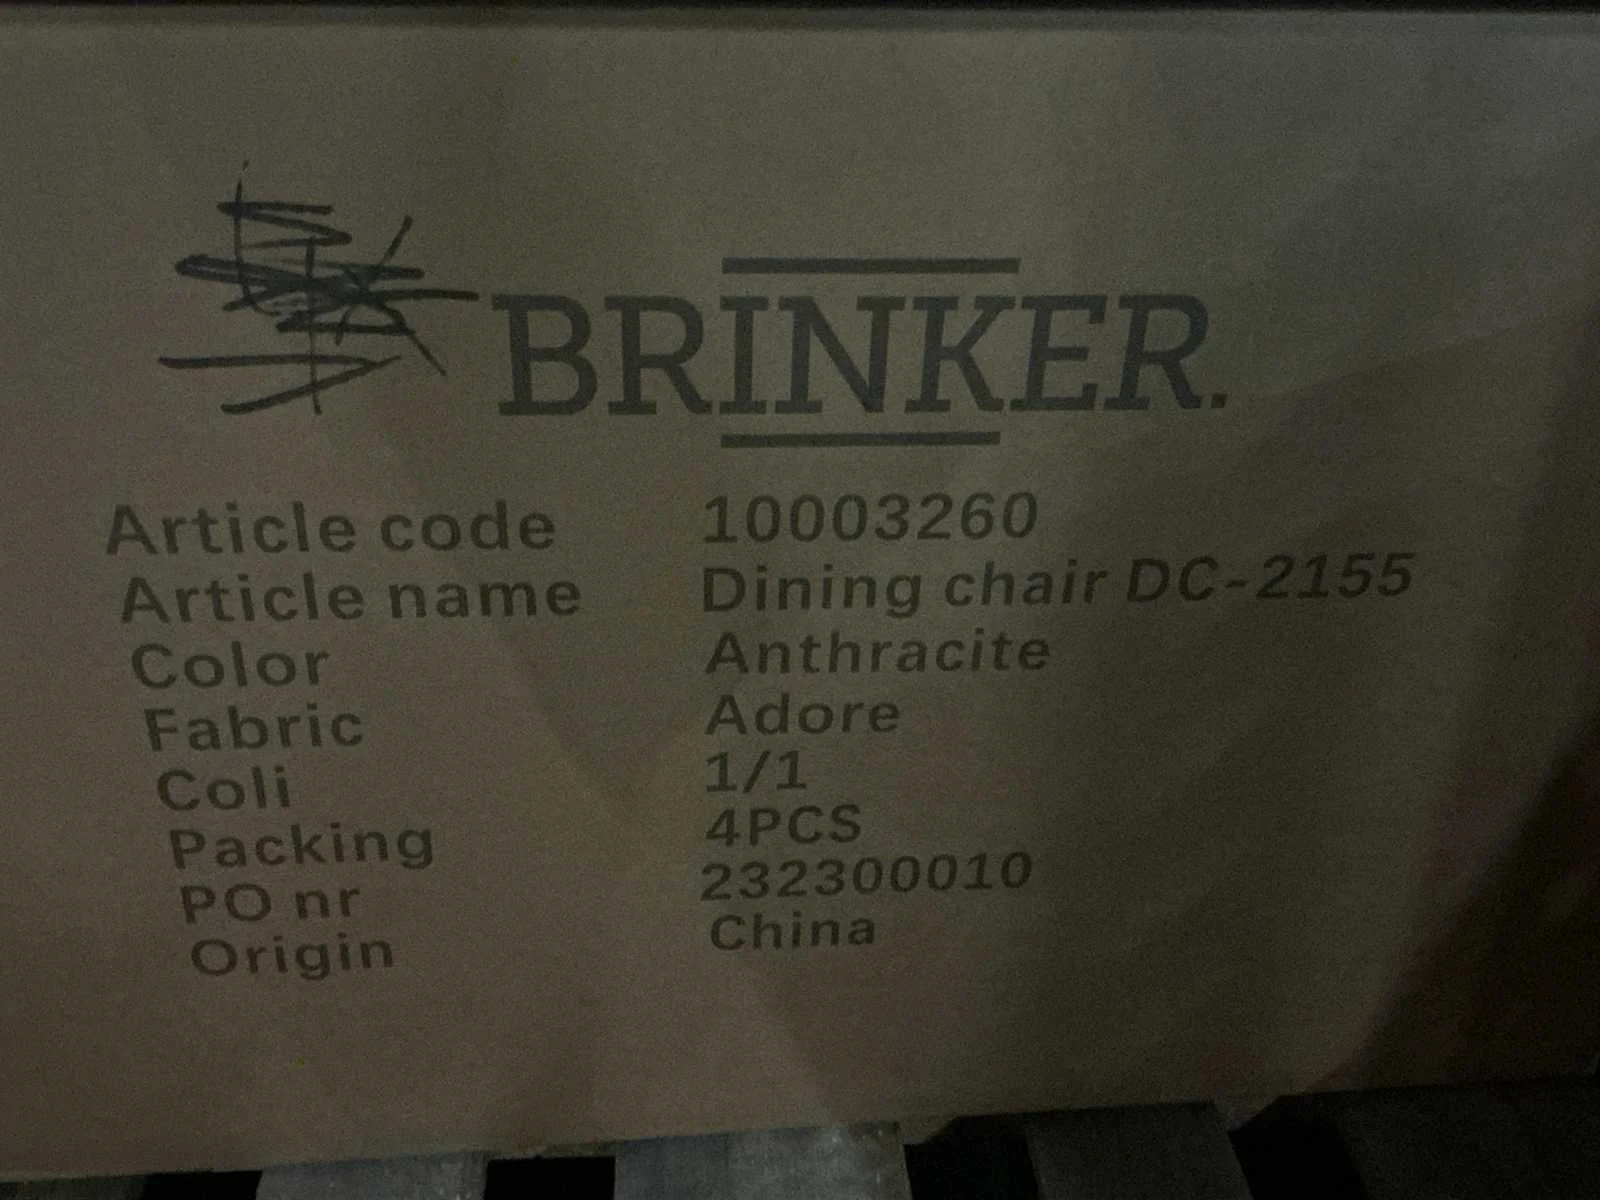 BRINKER.
Article code 10003260
Article name Dining chair DC-2155
Color Anthracite
Fabric Adore
Coli 1/1
Packing 4PCS
PO nr 232300010
Origin China